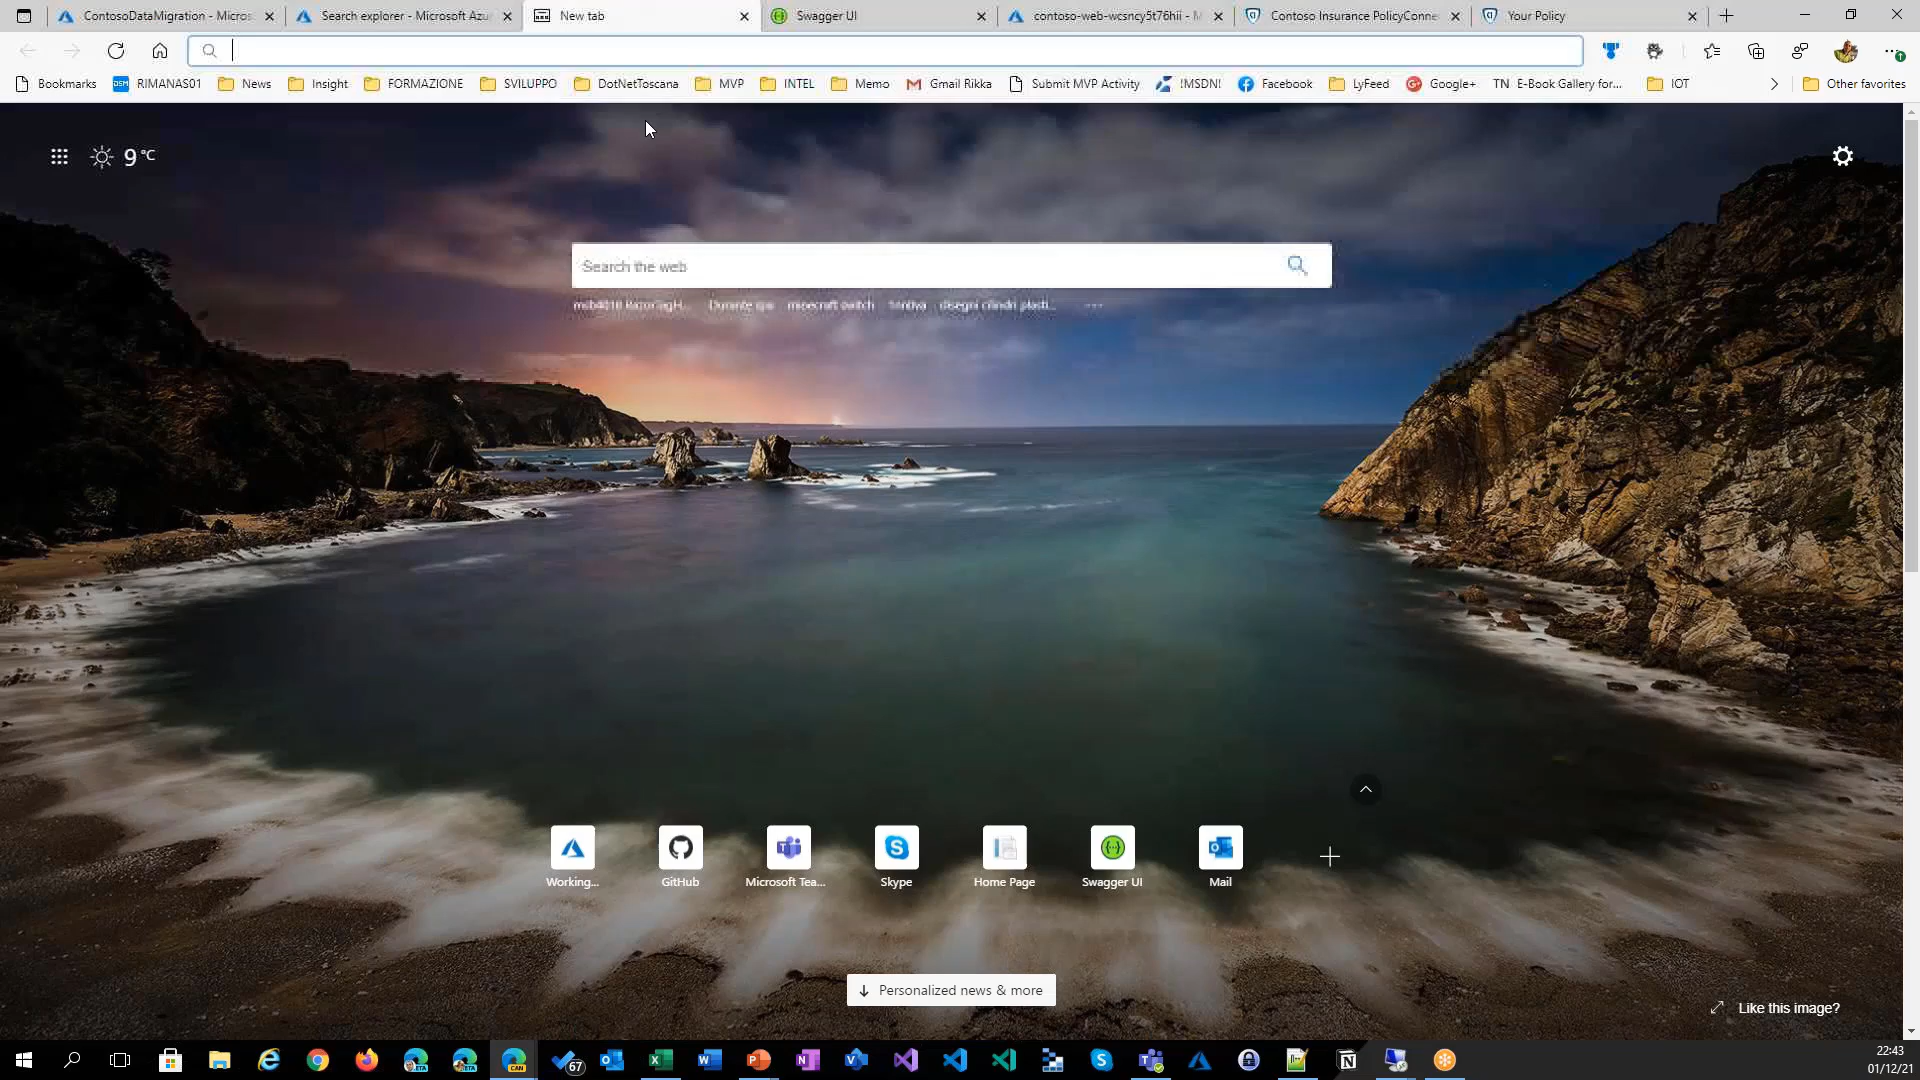 ContosoDataMigration - Micros
Search explorer - Microsoft Azu
New tab
Swagger UI
contoso-web-wcsncy5t76hii - M
Contoso Insurance PolicyConne
Your Policy
Bookmarks
RIMANAS01
News
Insight
FORMAZIONE
SVILUPPO
DotNetToscana
MVP
INTEL
Memo
Gmail Rikka
Submit MVP Activity
!MSDN!
Facebook
LyFeed
Google+
TN E-Book Gallery for...
IOT
Other favorites
9 °C
Search the web
minecraft switch
Working...
GitHub
Microsoft Tea...
Skype
Home Page
Swagger UI
Mail
Personalized news & more
Like this image?
67
22:43
01/12/21